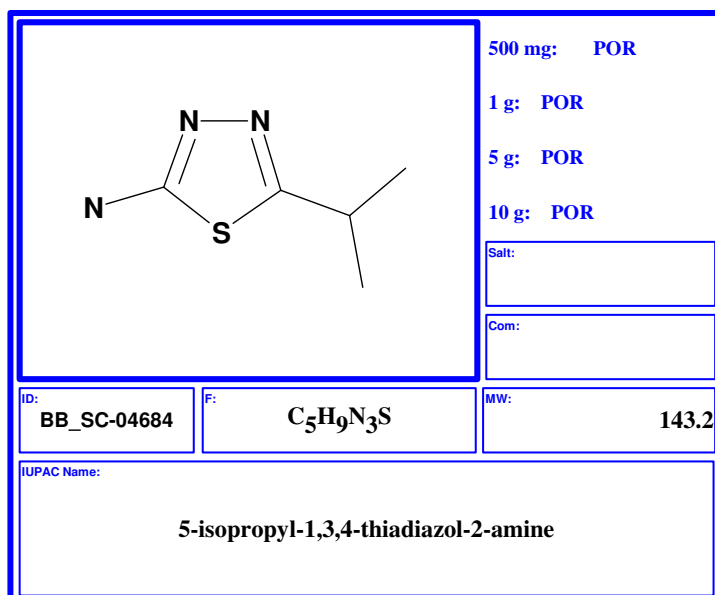 N N
N
S
500 mg: POR
1 g: POR
5 g: POR
10 g: POR
Salt:
Com:
ID:
BB_SC-04684
F:
C5H9N3S
MW:
143.2
IUPAC Name:
5-isopropyl-1,3,4-thiadiazol-2-amine